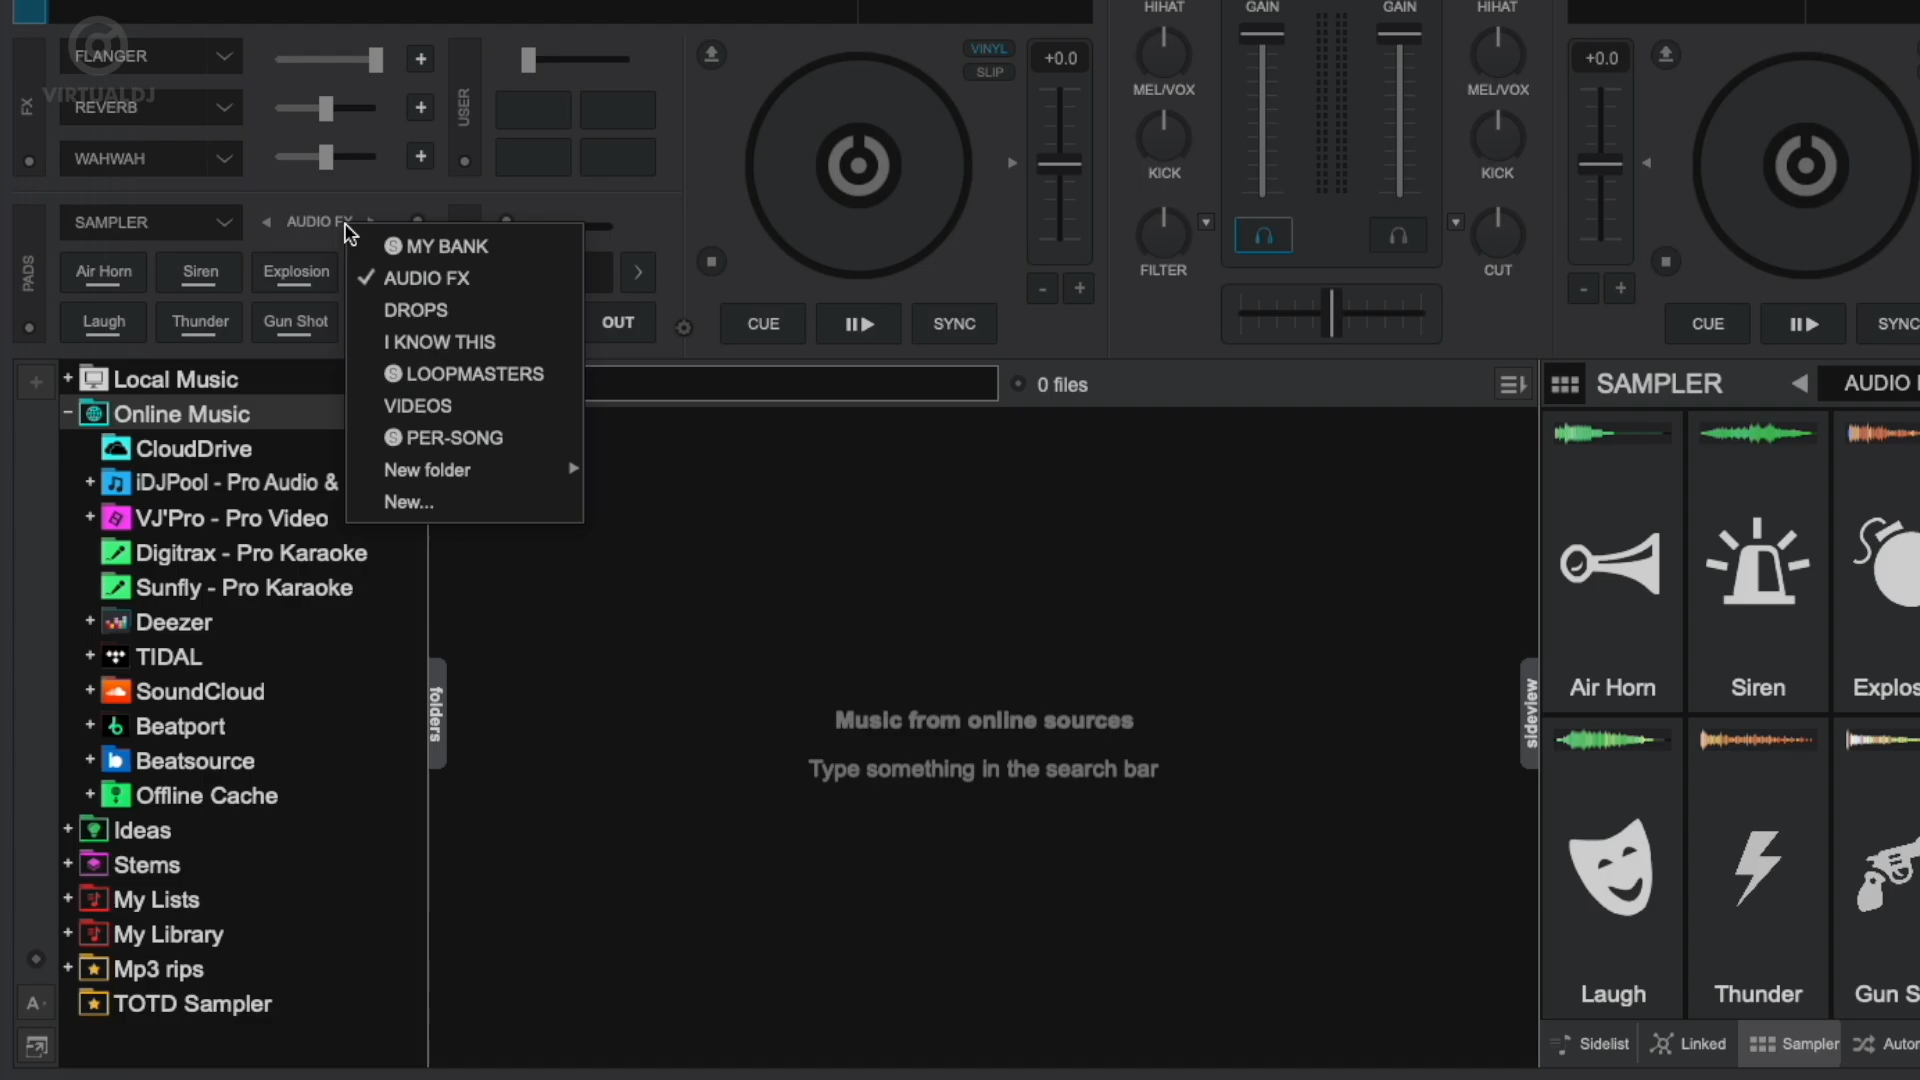 HIHAT
GAIN
GAIN
HIHAT
FLANGER
VIRTUALDJ
REVERB
WAHWAH
FX
USER
VINYL
SLIP
+0.0
MEL/VOX
KICK
FILTER
MEL/VOX
KICK
CUT
+0.0
SAMPLER
AUDIO FX
PADS
Air Horn
Siren
Explosion
Laugh
Thunder
Gun Shot
OUT
CUE
SYNC
CUE
SYNC
MY BANK
AUDIO FX
DROPS
I KNOW THIS
LOOPMASTERS
VIDEOS
PER-SONG
New folder
New...
Local Music
Online Music
CloudDrive
iDJPool - Pro Audio &
VJ'Pro - Pro Video
Digitrax - Pro Karaoke
Sunfly - Pro Karaoke
Deezer
TIDAL
SoundCloud
Beatport
Beatsource
Offline Cache
Ideas
Stems
My Lists
My Library
Mp3 rips
TOTD Sampler
folders
0 files
Music from online sources
Type something in the search bar
sideview
SAMPLER
AUDIO
Air Horn
Siren
Explos
Laugh
Thunder
Gun S
Sidelist
Linked
Sampler
Autor